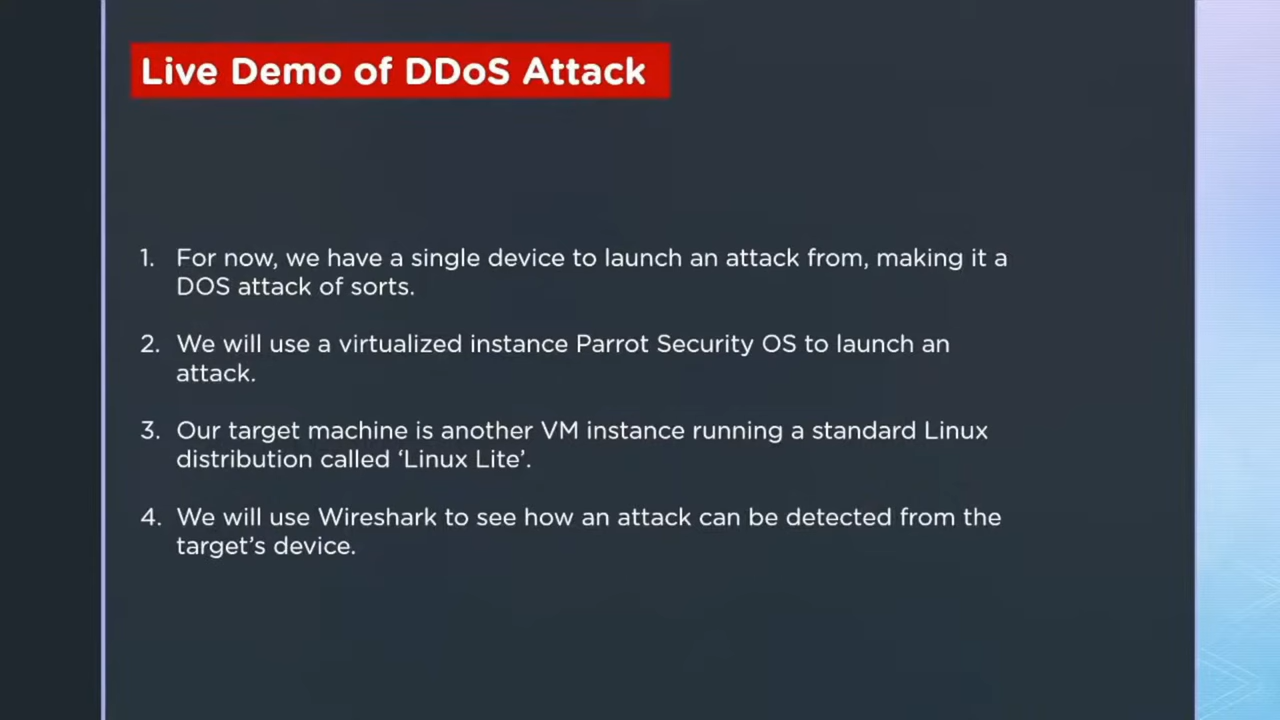 Live Demo of DDoS Attack
1. For now, we have a single device to launch an attack from, making it a
DOS attack of sorts.
2. We will use a virtualized instance Parrot Security OS to launch an
attack.
3. Our target machine is another VM instance running a standard Linux
distribution called ‘Linux Lite’.
4. We will use Wireshark to see how an attack can be detected from the
target’s device.